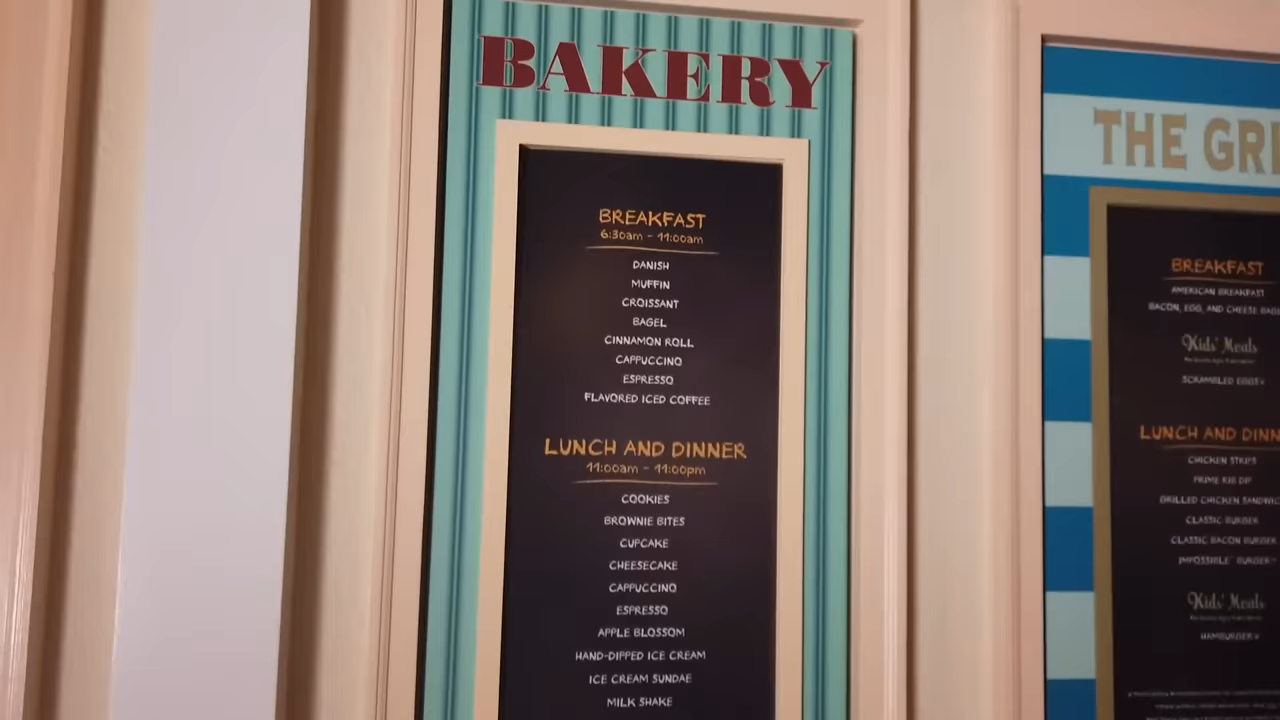 BAKERY
BREAKFAST
6:30am - 11:00am
DANISH
MUFFIN
CROISSANT
BAGEL
CINNAMON ROLL
CAPPUCCINO
ESPRESSO
FLAVORED ICED COFFEE
LUNCH AND DINNER
11:00am - 11:00pm
COOKIES
BROWNIE BITES
CUPCAKE
CHEESECAKE
CAPPUCCINO
ESPRESSO
APPLE BLOSSOM
HAND-DIPPED ICE CREAM
ICE CREAM SUNDAE
MILK SHAKE
THE GRI
BREAKFAST
AMERICAN BREAKFAST
BACON, EGG, AND CHEESE BAG
Kids' Meals
SCRAMBLED EGGS
LUNCH AND DINN
CHICKEN STRIPS
PRIME RIB DIP
GRILLED CHICKEN SANDWIC
CLASSIC BURGER
CLASSIC BACON BURGER
IMPOSSIBLE BURGER
Kids' Meals
HAMBURGER